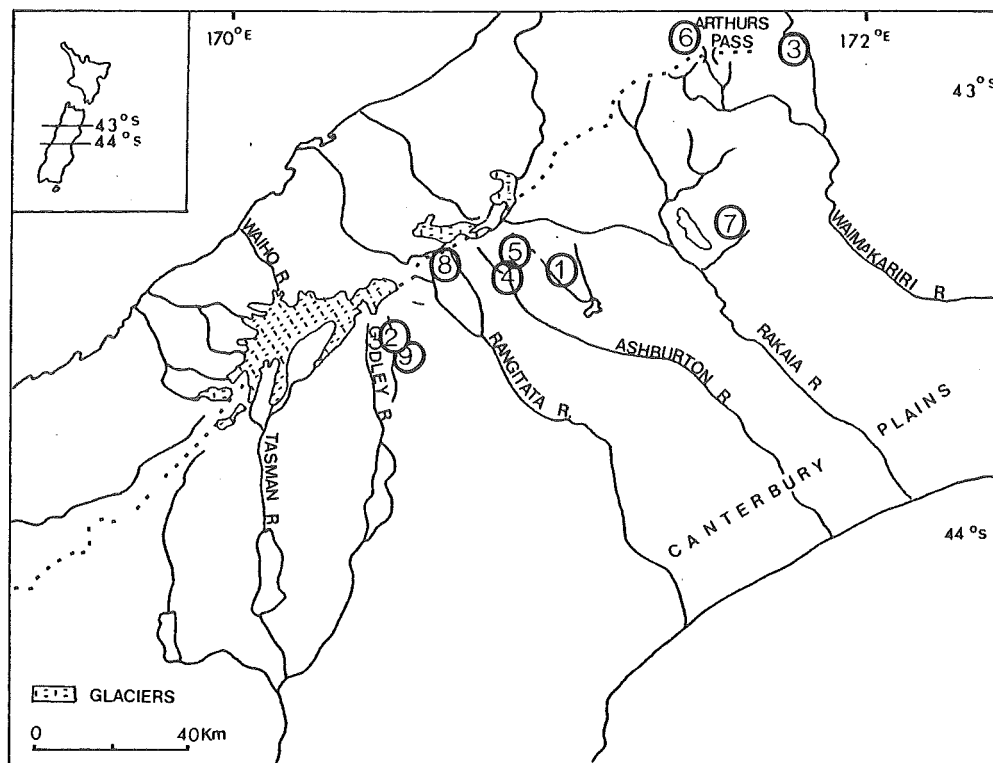 170°E
6
ARTHURS
PASS
3
172°E
43°S
44°S
43°S
7
WAIHO R
5
1
8
4
WAIMAKARIRI R
2
9
GODLEY R
RANGITATA R.
ASHBURTON R
RAKAIA R
TASMAN R
CANTERBURY PLAINS
44°S
GLACIERS
0 40Km